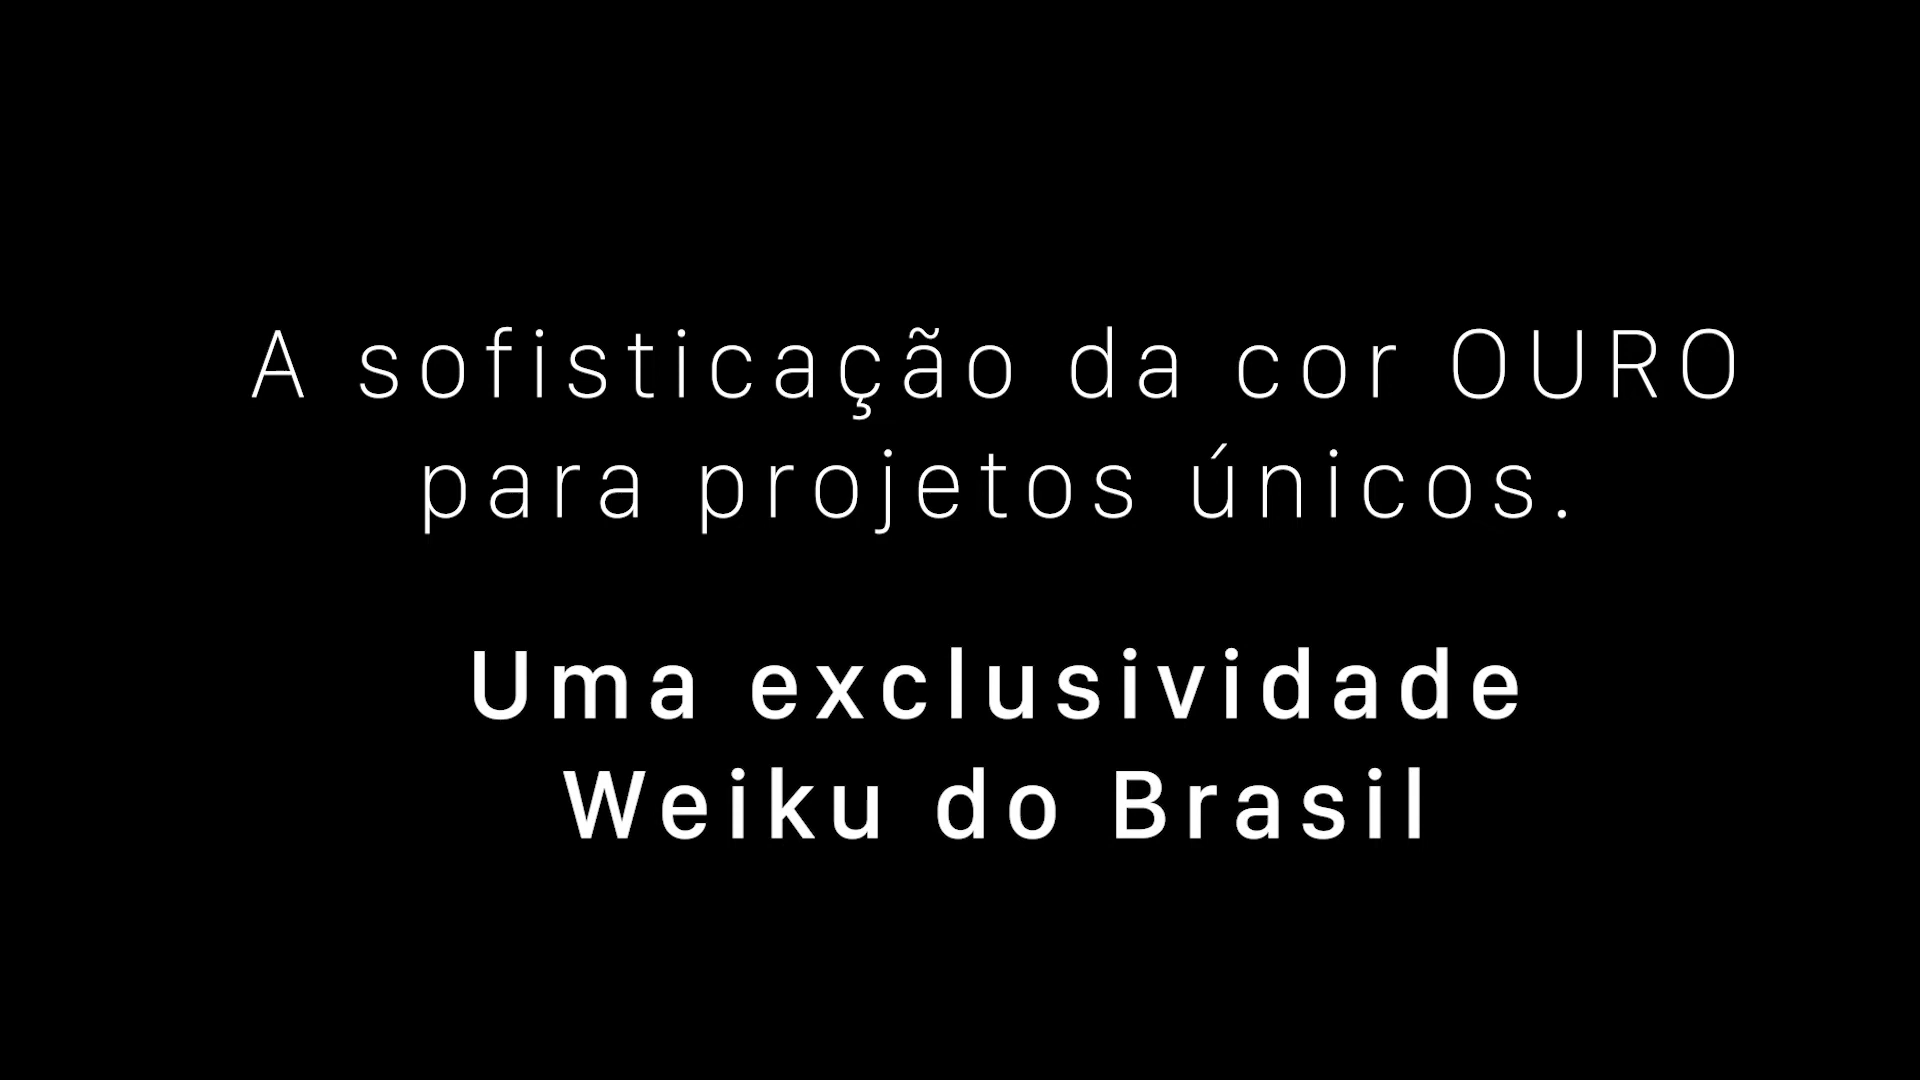 A sofisticação da cor OURO
para projetos únicos.
Uma exclusividade
Weiku do Brasil